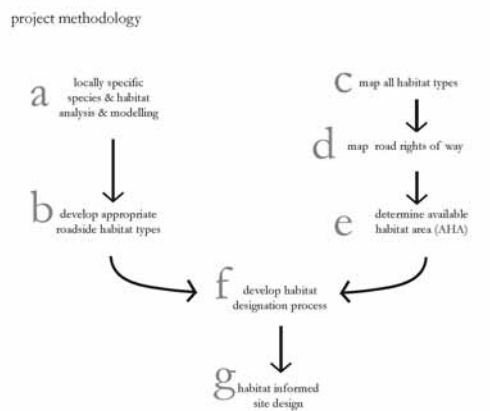 project methodology
a
locally specific
species & habitat
analysis & modelling
b
develop appropriate
roadside habitat types
c map all habitat types
d map road rights of way
e
determine available
habitat area (AHA)
f
develop habitat
designation process
g
habitat informed
site design